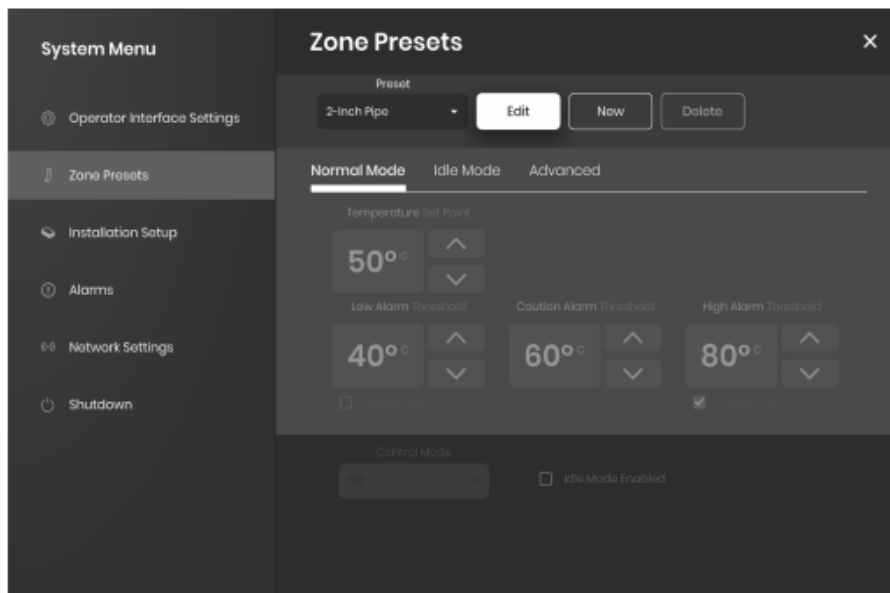 System Menu
Operator Interface Settings
Zone Presets
Installation Setup
Alarms
Network Settings
Shutdown
Zone Presets
Preset
2-Inch Pipe
Edit
New
Delete
Normal Mode
Idle Mode
Advanced
Temperature Set Point
50° C
Low Alarm Threshold
Caution Alarm Threshold
High Alarm Threshold
40° C
60° C
80° C
Control Mode
Idle Mode Enabled